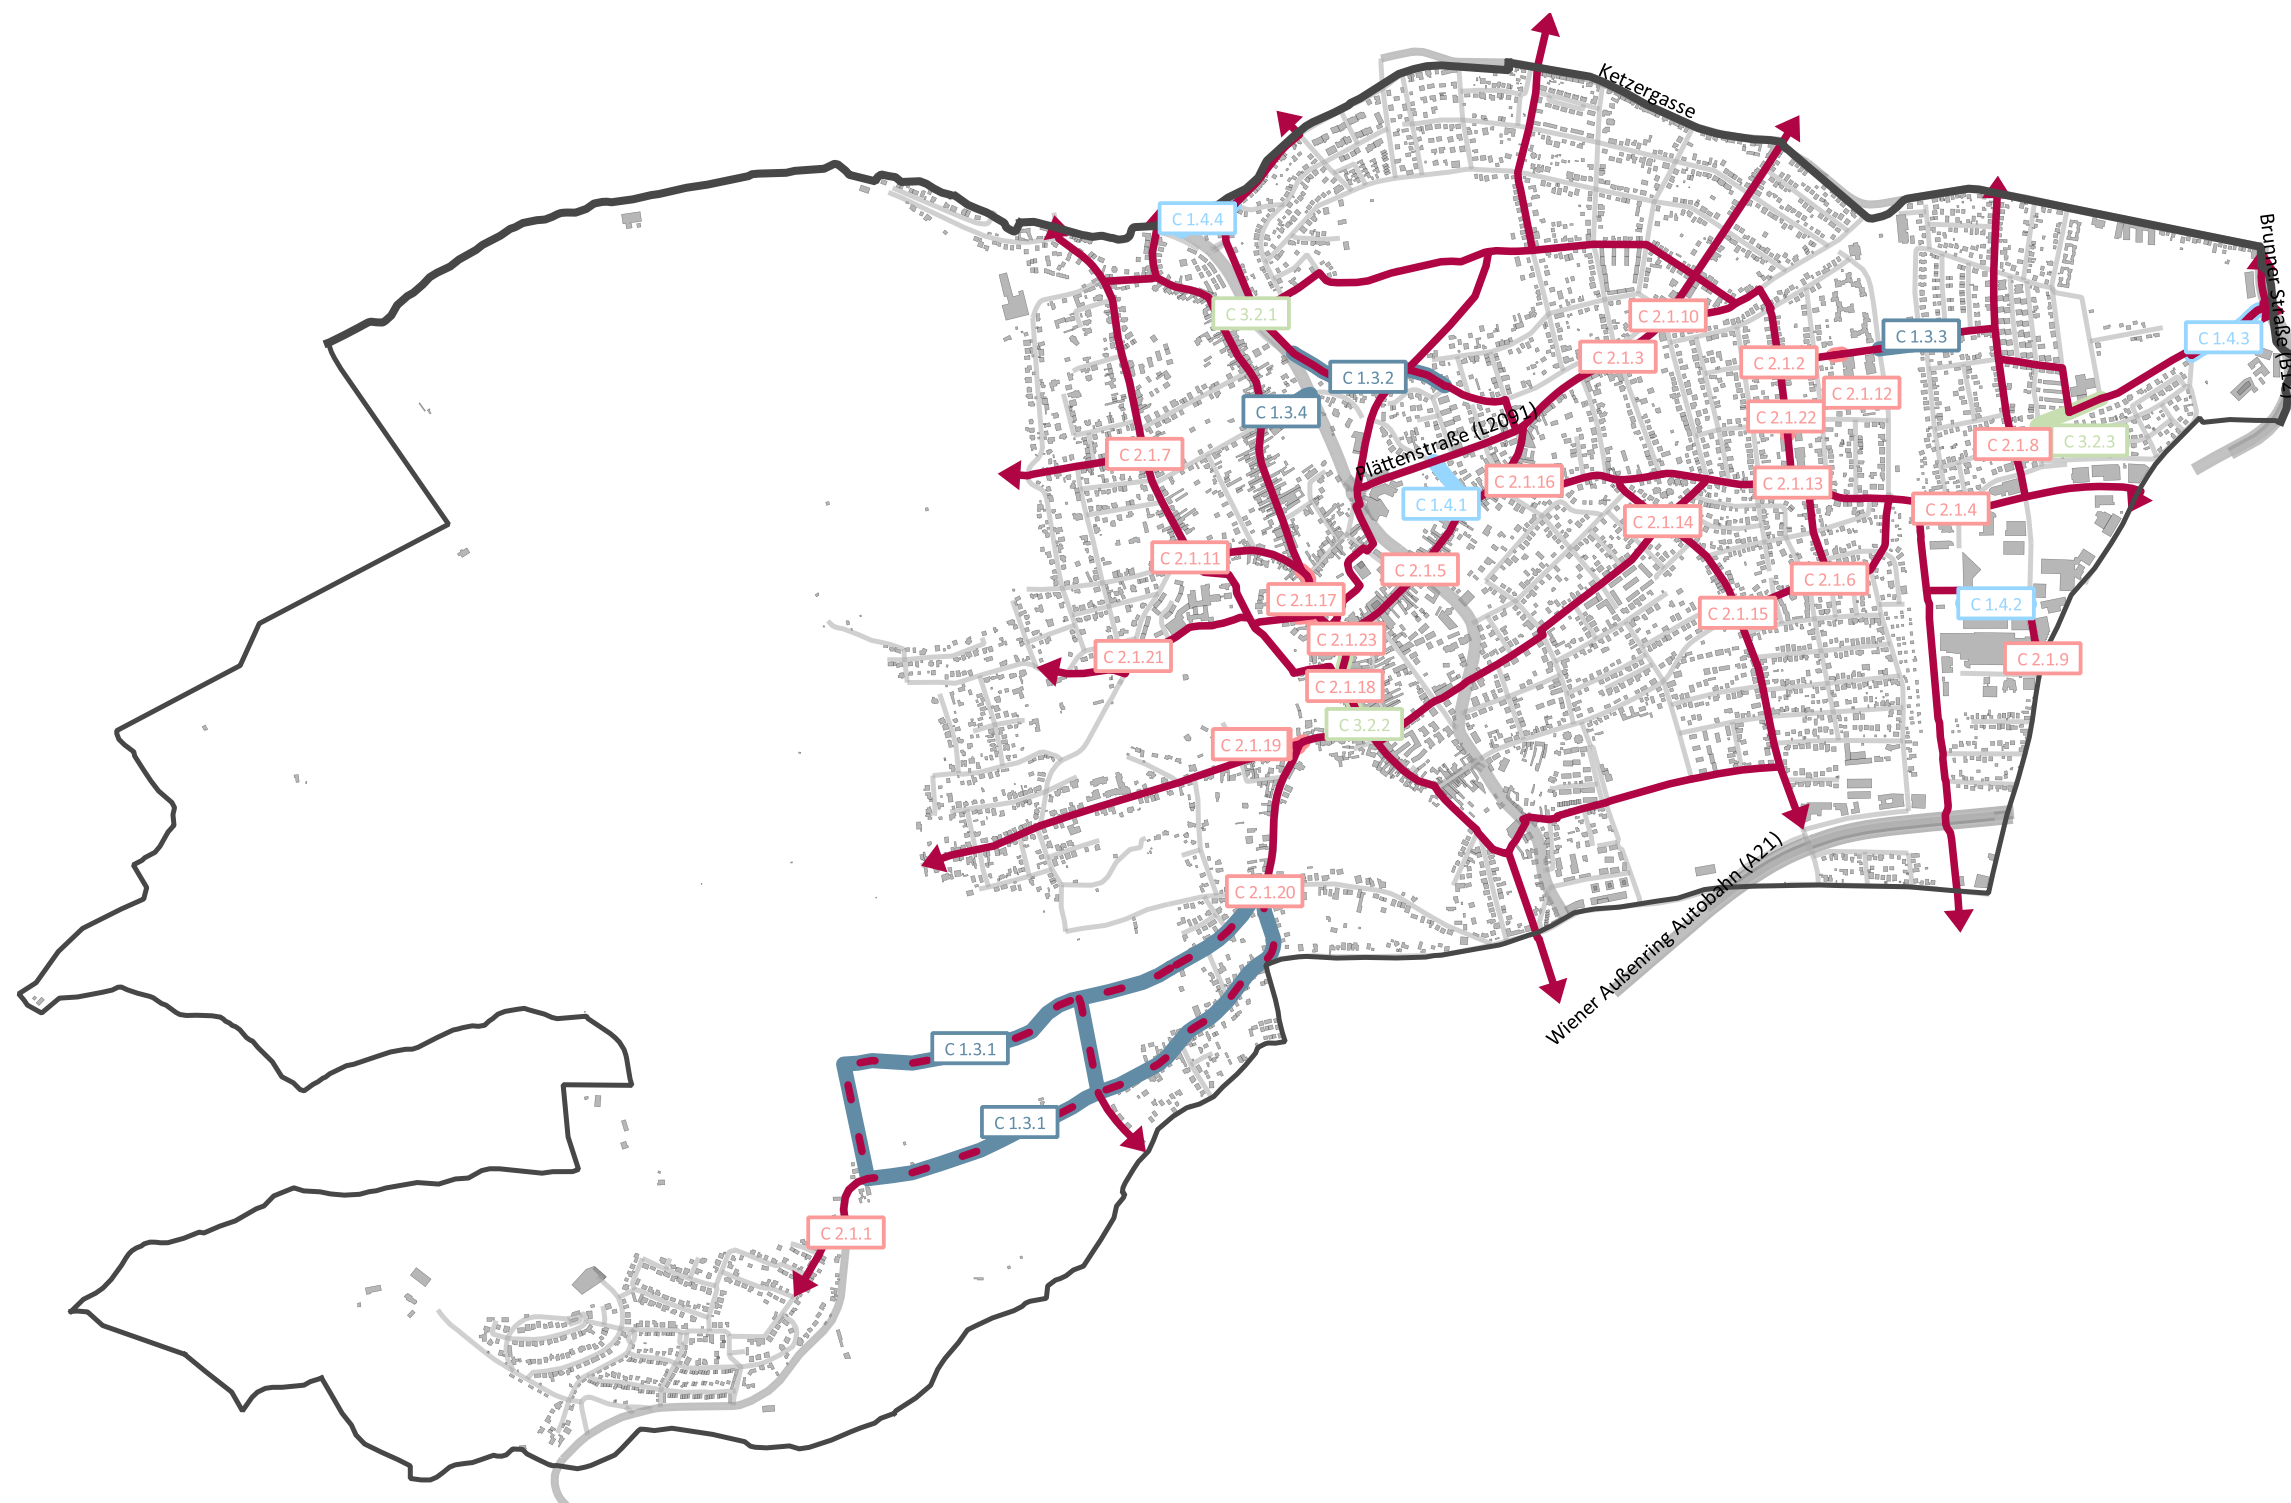 Ketzergasse
Brunner Straße (B12)
C 1.4.4
C 3.2.1
C 2.1.10
C 1.3.3
C 1.4.3
C 2.1.3
C 2.1.2
C 1.3.2
C 2.1.12
C 1.3.4
C 2.1.22
Plättenstraße (L2091)
C 2.1.8
C 3.2.3
C 2.1.7
C 2.1.16
C 2.1.13
C 1.4.1
C 2.1.4
C 2.1.14
C 2.1.11
C 2.1.5
C 2.1.6
C 2.1.17
C 1.4.2
C 2.1.15
C 2.1.23
C 2.1.21
C 2.1.9
C 2.1.18
C 3.2.2
C 2.1.19
C 2.1.20
Wiener Außenring Autobahn (A21)
C 1.3.1
C 1.3.1
C 2.1.1